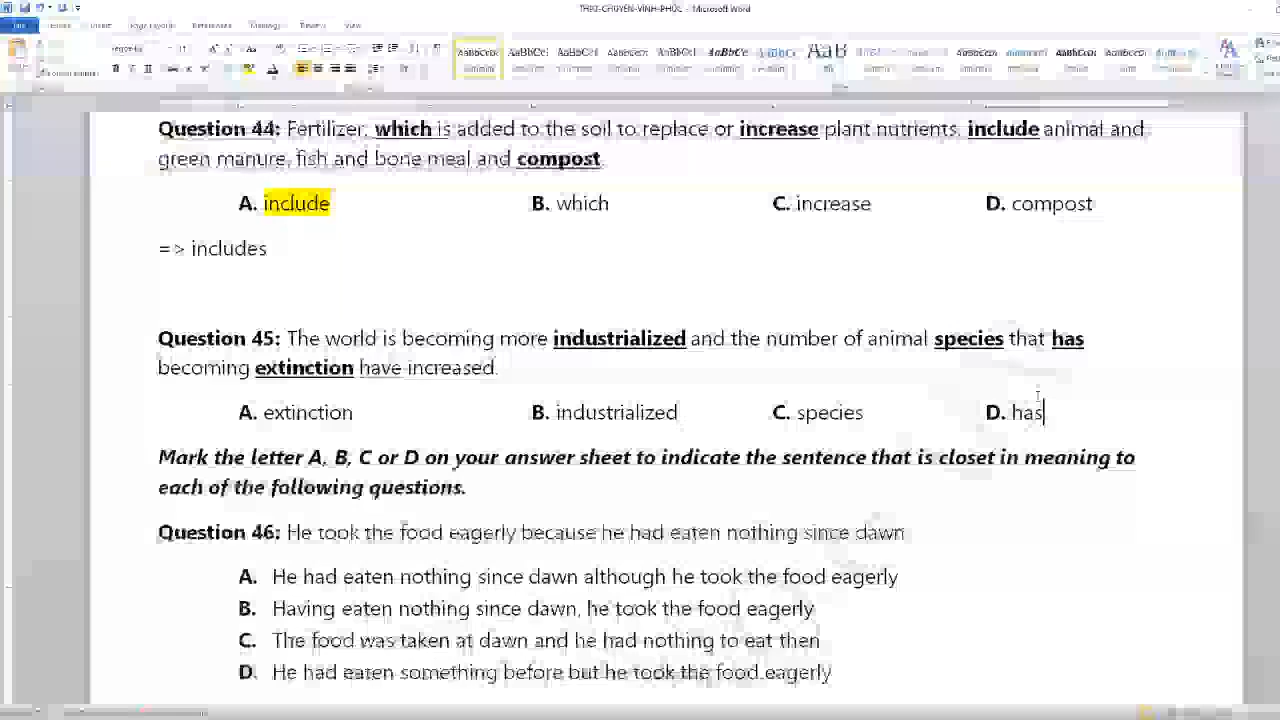 THPT-CHUYEN-VINH-PHUC - Microsoft Word
Question 44: Fertilizer, which is added to the soil to replace or increase plant nutrients, include animal and
green manure, fish and bone meal and compost.
A. include B. which C. increase D. compost
=> includes
Question 45: The world is becoming more industrialized and the number of animal species that has
becoming extinction have increased.
A. extinction B. industrialized C. species D. has
Mark the letter A, B, C or D on your answer sheet to indicate the sentence that is closet in meaning to
each of the following questions.
Question 46: He took the food eagerly because he had eaten nothing since dawn
A. He had eaten nothing since dawn although he took the food eagerly
B. Having eaten nothing since dawn, he took the food eagerly
C. The food was taken at dawn and he had nothing to eat then
D. He had eaten something before but he took the food eagerly